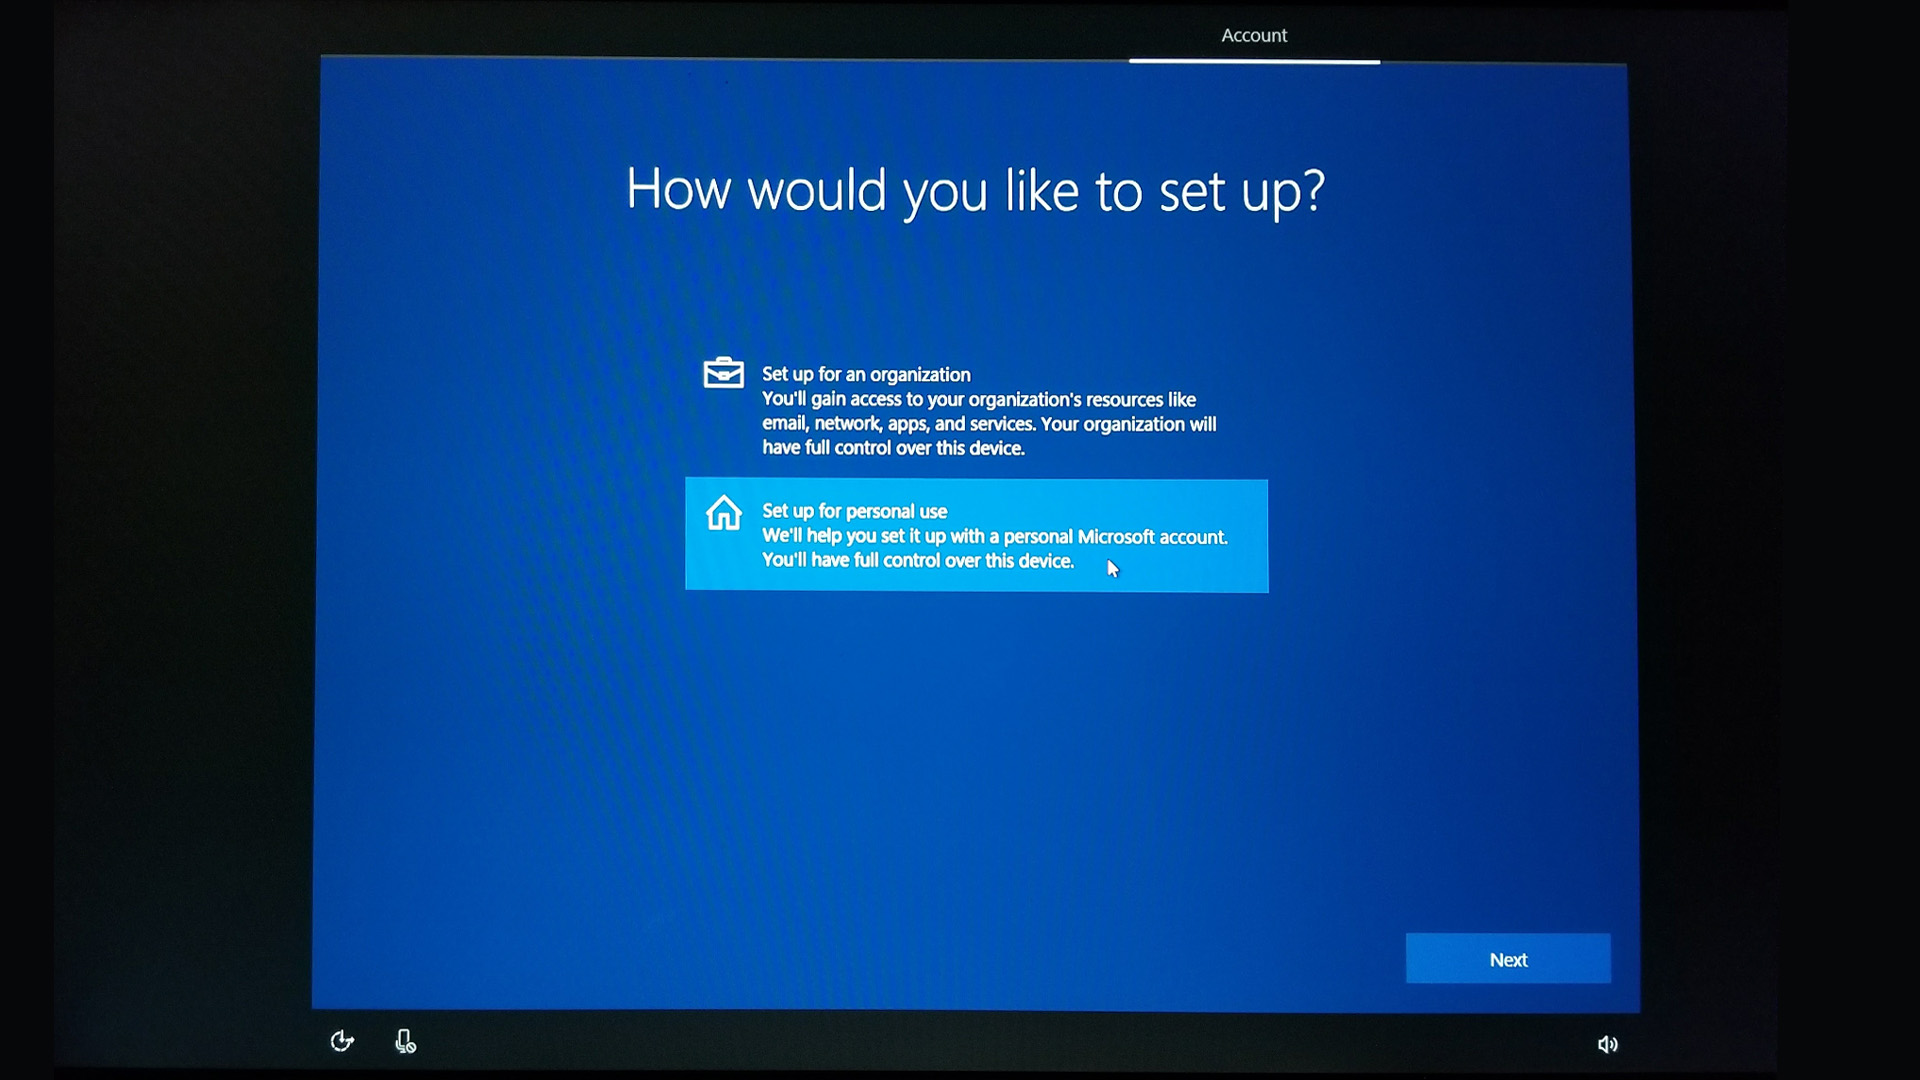 Account
How would you like to set up?
Set up for an organization
You'll gain access to your organization's resources like
email, network, apps, and services. Your organization will
have full control over this device.
Set up for personal use
We'll help you set it up with a personal Microsoft account.
You'll have full control over this device.
Next